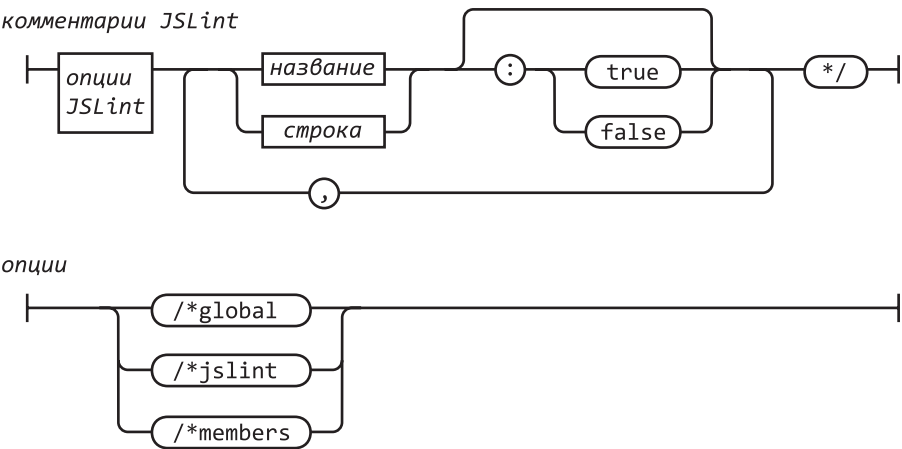 комментарии JSLint
опции
JSLint
название
строка
:
true
false
*/
,
опции
/*global
/*jslint
/*members